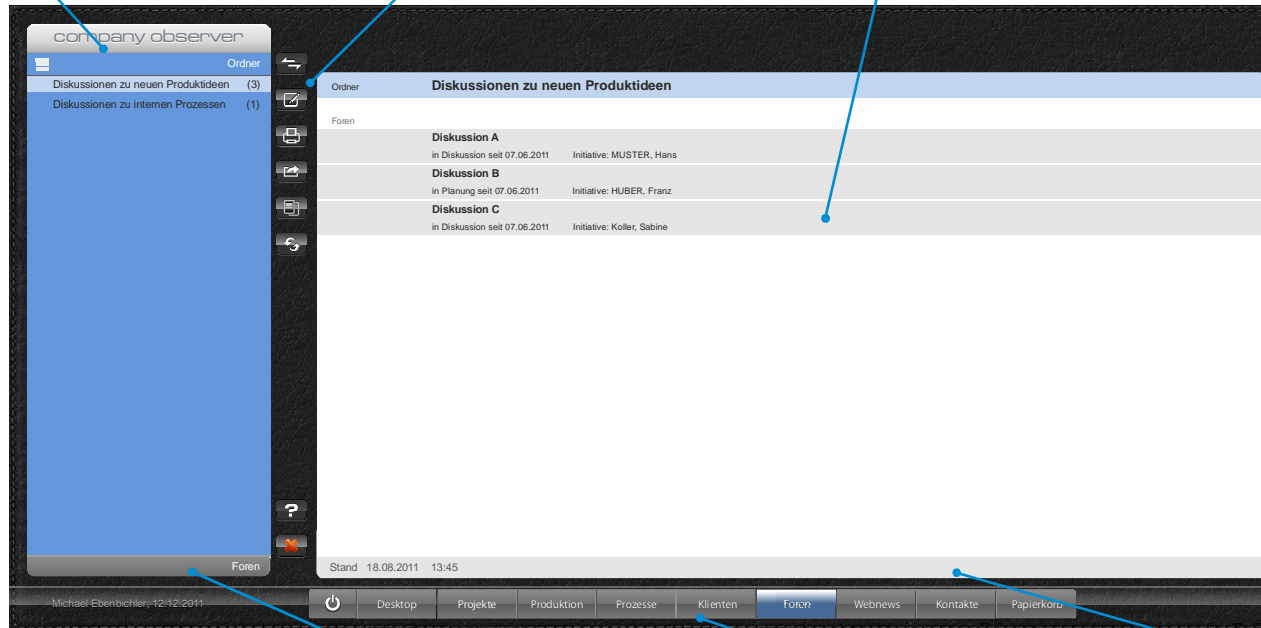 company observer
Ordner
Diskussionen zu neuen Produktideen (3)
Diskussionen zu internen Prozessen (1)
Ordner Diskussionen zu neuen Produktideen
Foren
Diskussion A
in Diskussion seit 07.06.2011 Initiative: MUSTER, Hans
Diskussion B
in Planung seit 07.06.2011 Initiative: HUBER, Franz
Diskussion C
in Diskussion seit 07.06.2011 Initiative: Koller, Sabine
?
Foren
Stand 18.08.2011 13:45
Michael Ebenbichler, 12.12.2011
Desktop Projekte Produktion Prozesse Klienten Foren Webnews Kontakte Papierkorb